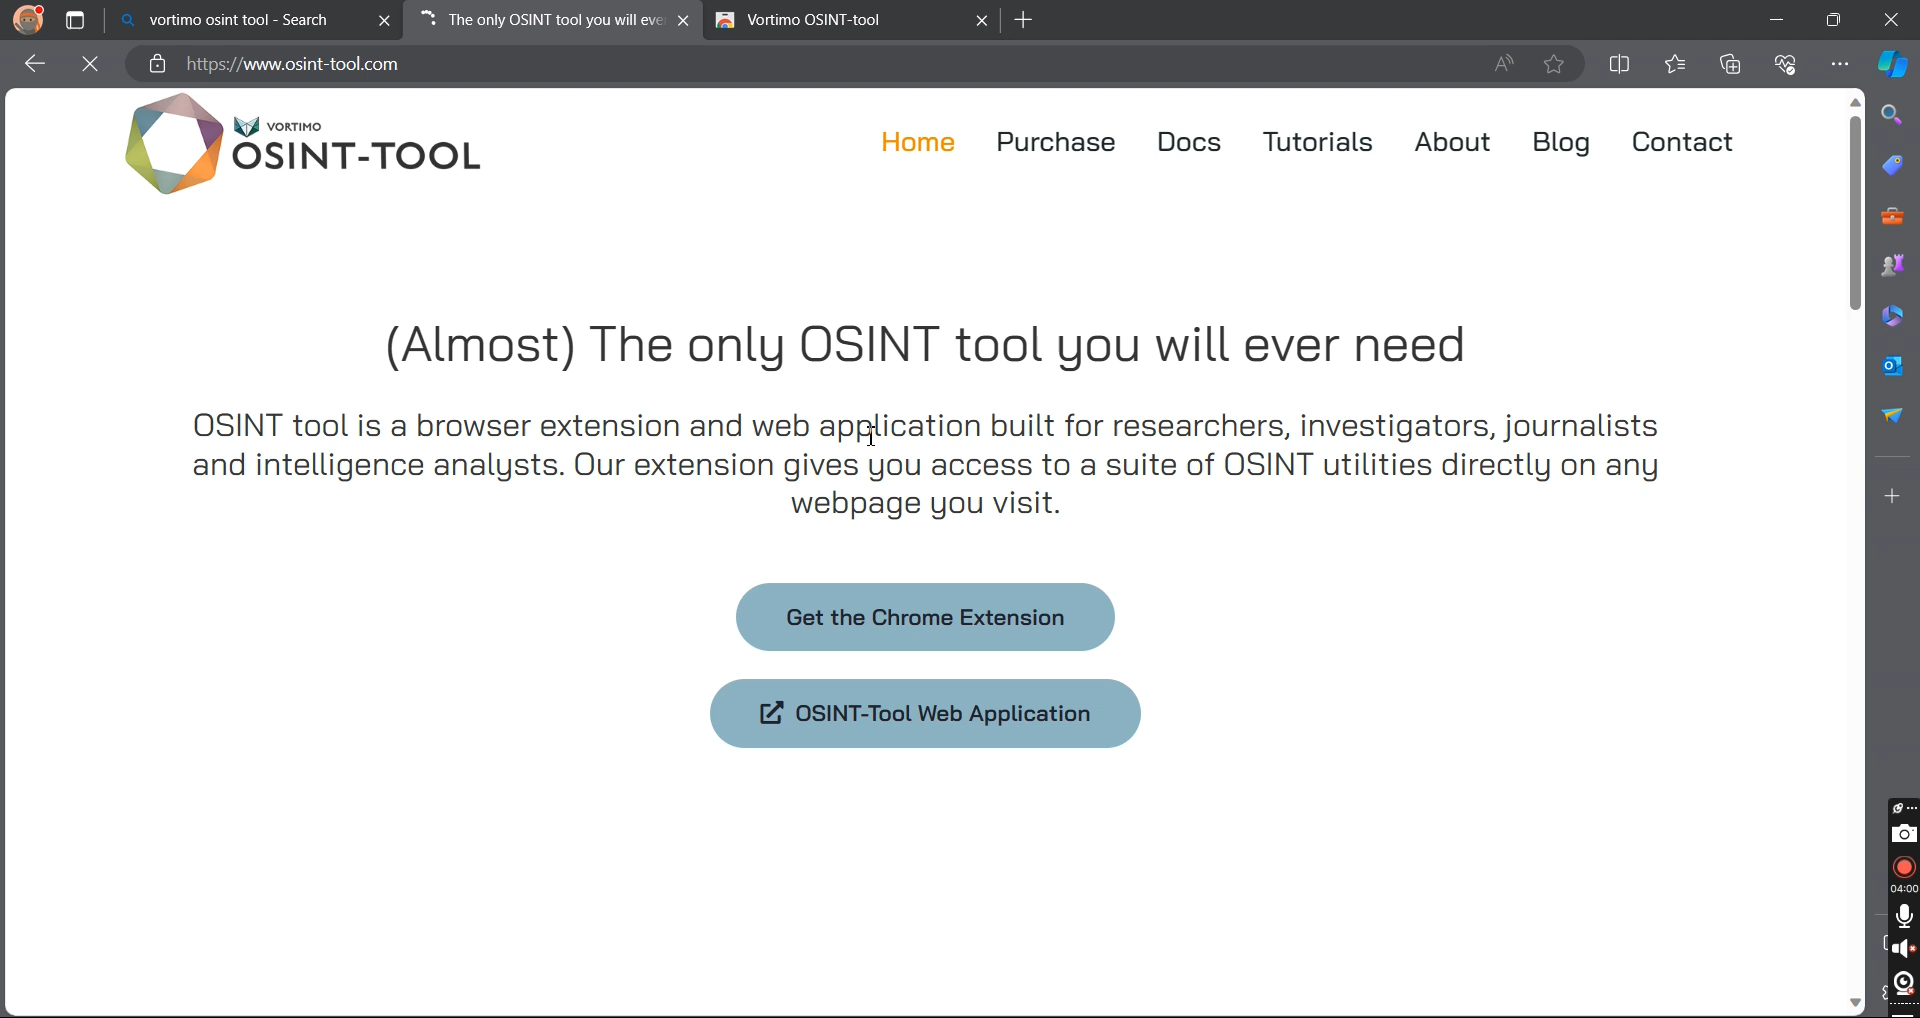 vortimo osint tool - Search
The only OSINT tool you will eve
Vortimo OSINT-tool
https://www.osint-tool.com
VORTIMO
OSINT-TOOL
Home
Purchase
Docs
Tutorials
About
Blog
Contact
(Almost) The only OSINT tool you will ever need
OSINT tool is a browser extension and web application built for researchers, investigators, journalists
and intelligence analysts. Our extension gives you access to a suite of OSINT utilities directly on any
webpage you visit.
Get the Chrome Extension
OSINT-Tool Web Application
04:00